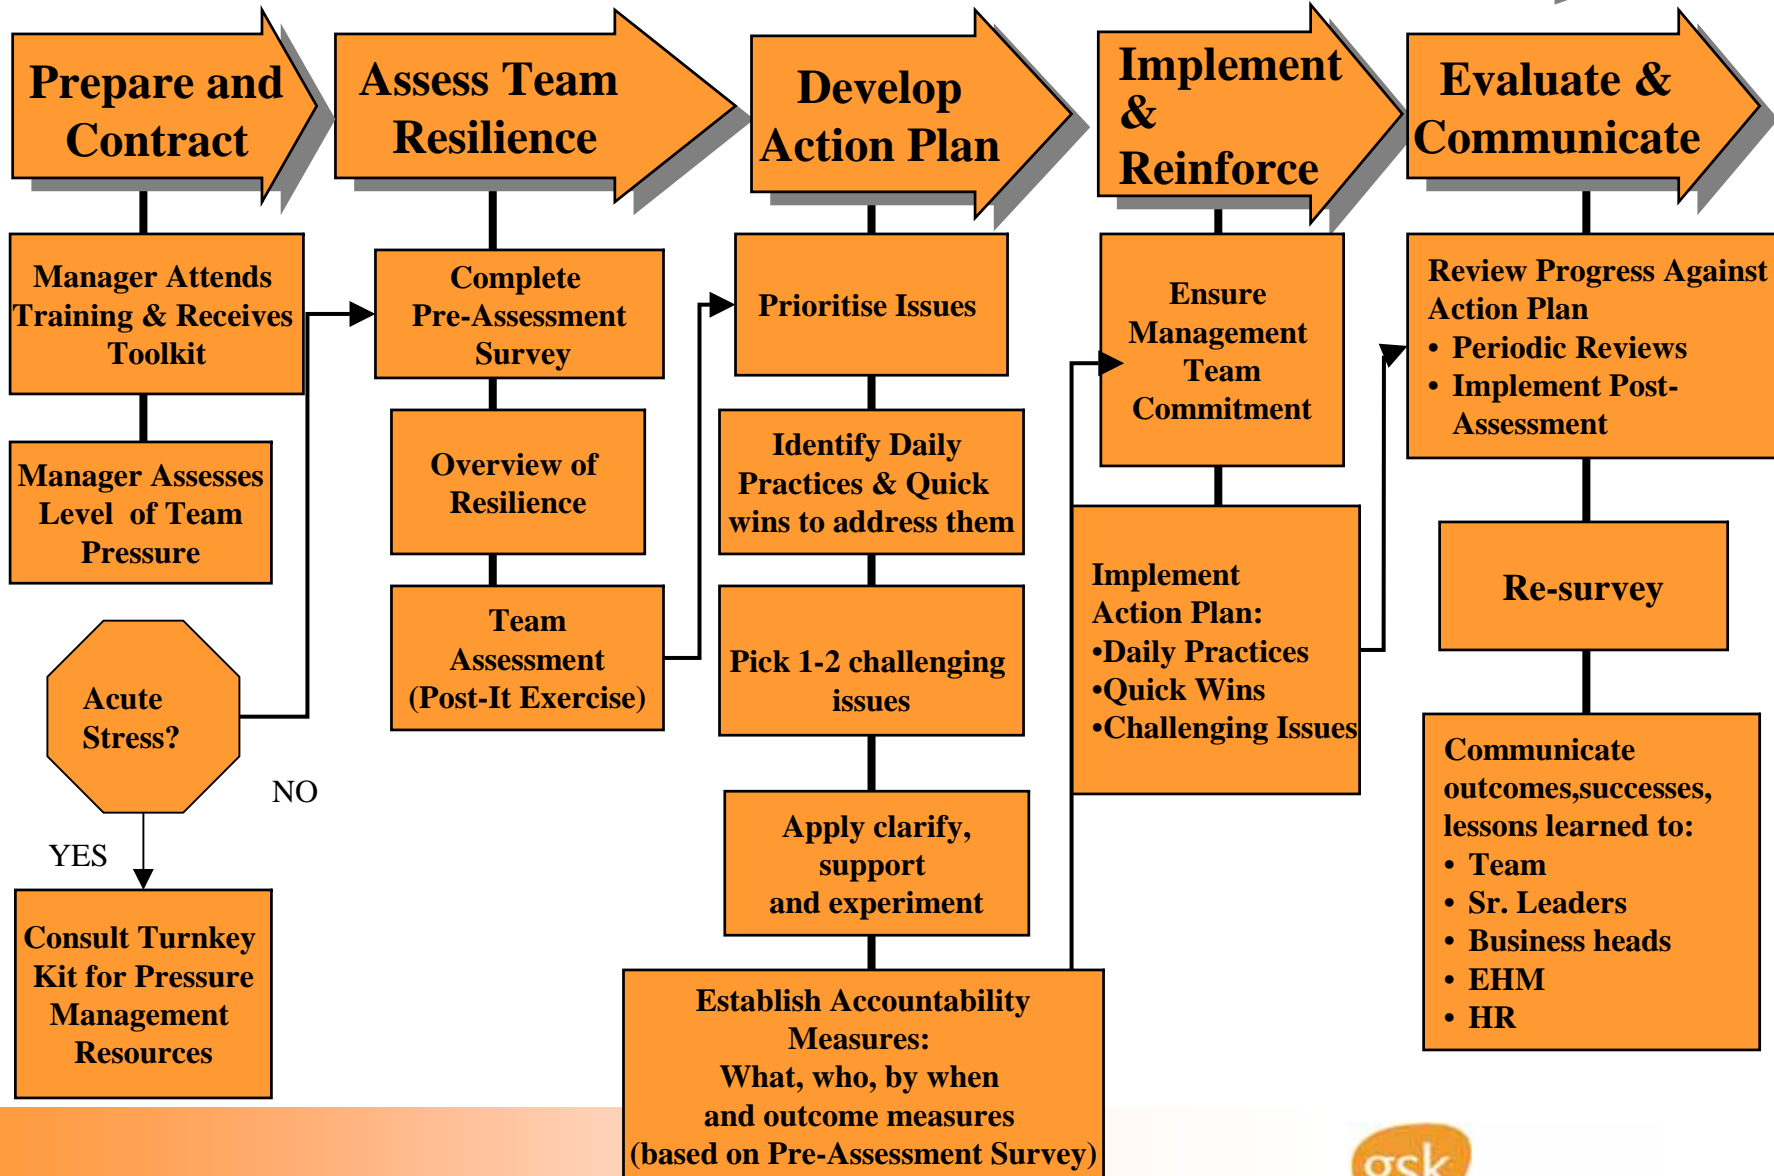 Prepare and
Contract
Assess Team
Resilience
Develop
Action Plan
Implement
&
Reinforce
Evaluate &
Communicate
Manager Attends
Training & Receives
Toolkit
Manager Assesses
Level of Team
Pressure
Acute
Stress?
NO
YES
Consult Turnkey
Kit for Pressure
Management
Resources
Complete
Pre-Assessment
Survey
Overview of
Resilience
Team
Assessment
(Post-It Exercise)
Prioritise Issues
Identify Daily
Practices & Quick
wins to address them
Pick 1-2 challenging
issues
Apply clarify,
support
and experiment
Establish Accountability
Measures:
What, who, by when
and outcome measures
(based on Pre-Assessment Survey)
Ensure
Management
Team
Commitment
Implement
Action Plan:
•Daily Practices
•Quick Wins
•Challenging Issues
Review Progress Against
Action Plan
• Periodic Reviews
• Implement Post-
Assessment
Re-survey
Communicate
outcomes,successes,
lessons learned to:
• Team
• Sr. Leaders
• Business heads
• EHM
• HR
gsk